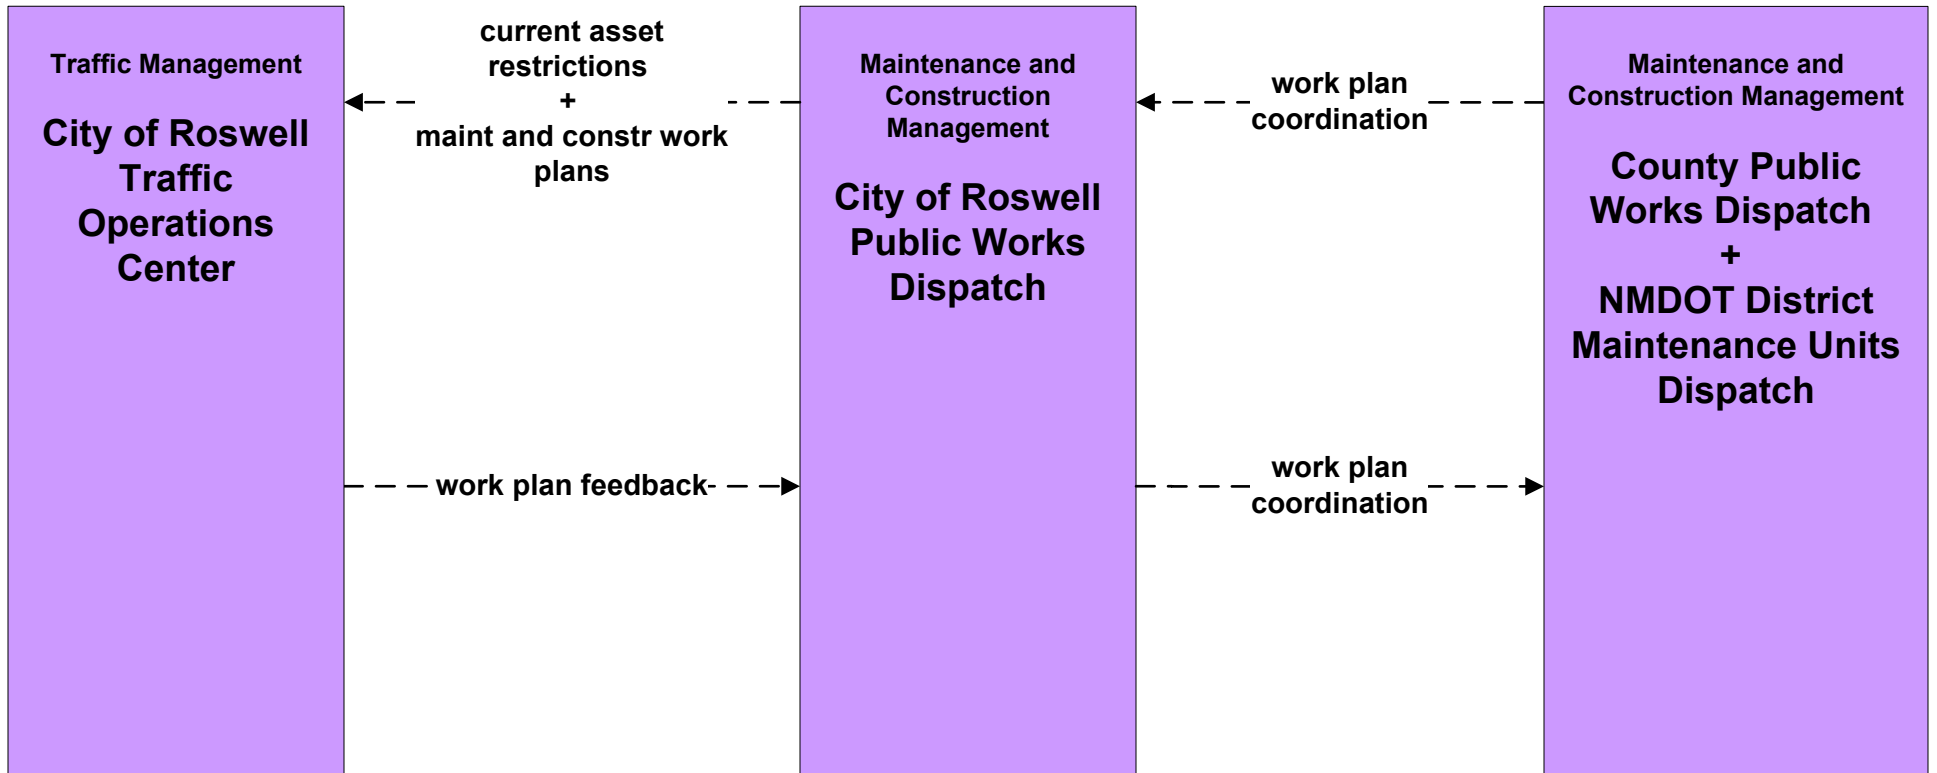 Traffic Management
City of Roswell
Traffic
Operations
Center
current asset
restrictions
+
maint and constr work
plans
work plan feedback
Maintenance and
Construction
Management
City of Roswell
Public Works
Dispatch
work plan
coordination
work plan
coordination
Maintenance and
Construction Management
County Public
Works Dispatch
+
NMDOT District
Maintenance Units
Dispatch